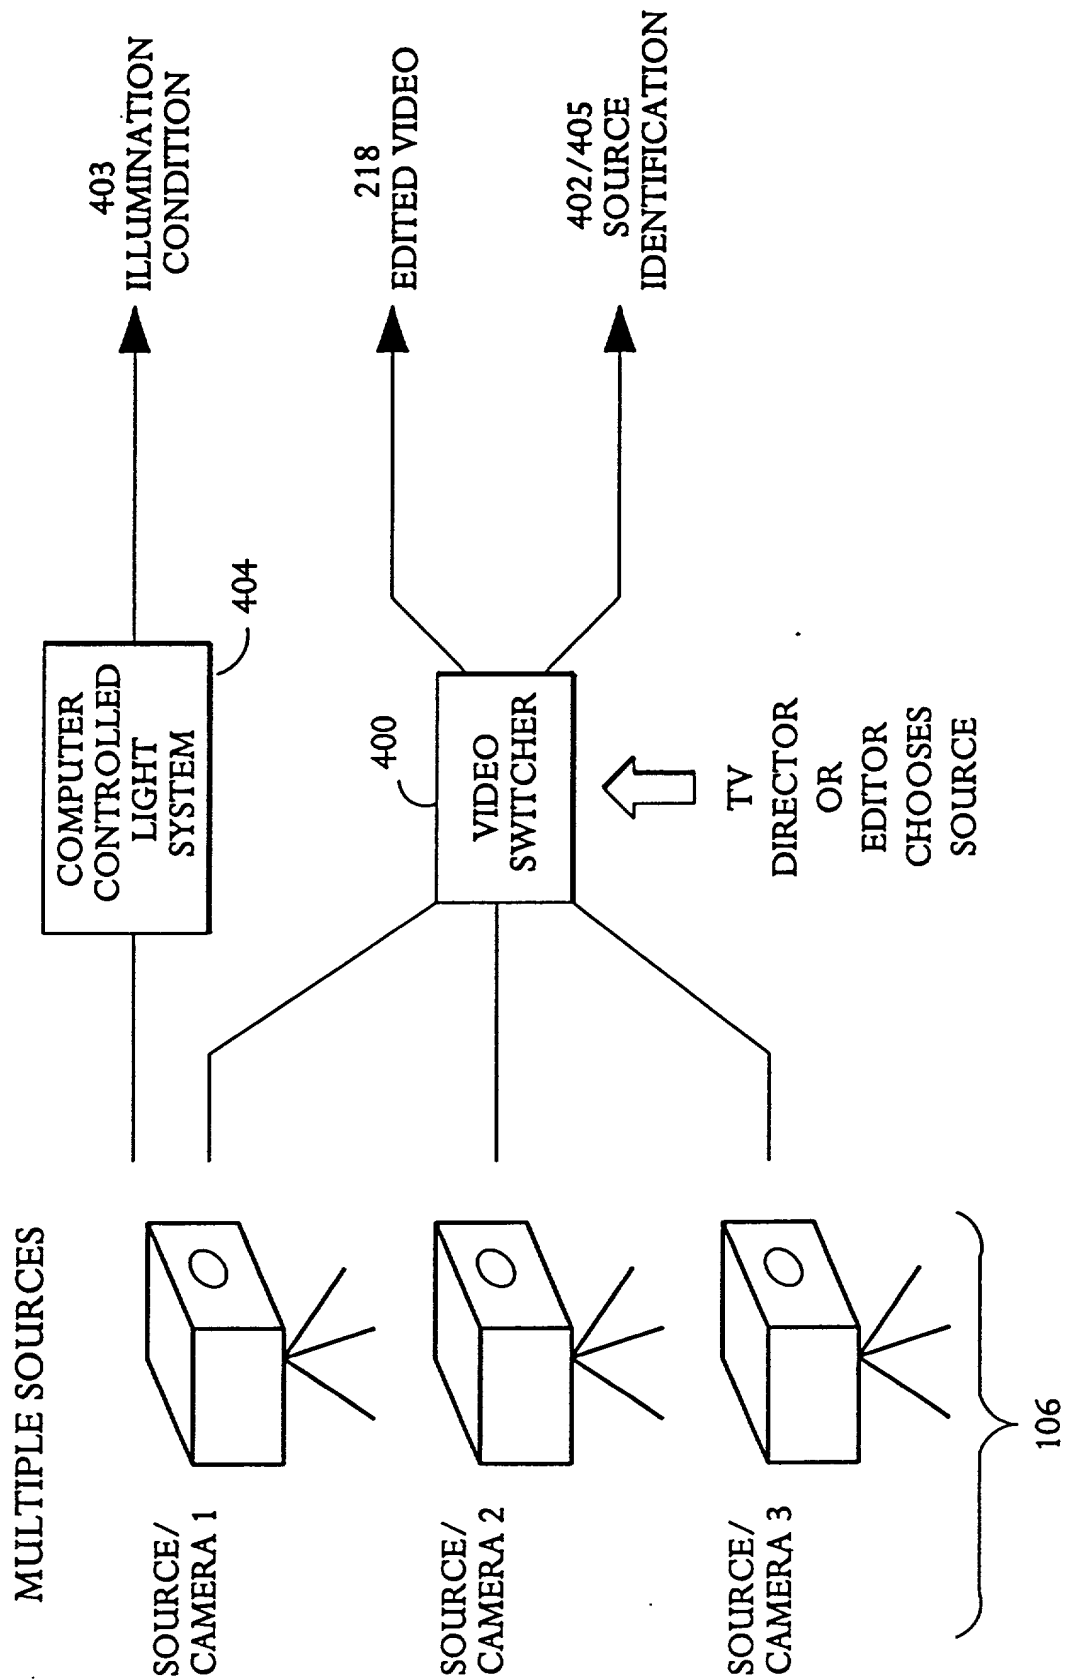 MULTIPLE SOURCES
SOURCE/
CAMERA 1
SOURCE/
CAMERA 2
SOURCE/
CAMERA 3
106
COMPUTER
CONTROLLED
LIGHT
SYSTEM
404
400
VIDEO
SWITCHER
TV
DIRECTOR
OR
EDITOR
CHOOSES
SOURCE
403
ILLUMINATION
CONDITION
218
EDITED VIDEO
402/405
SOURCE
IDENTIFICATION